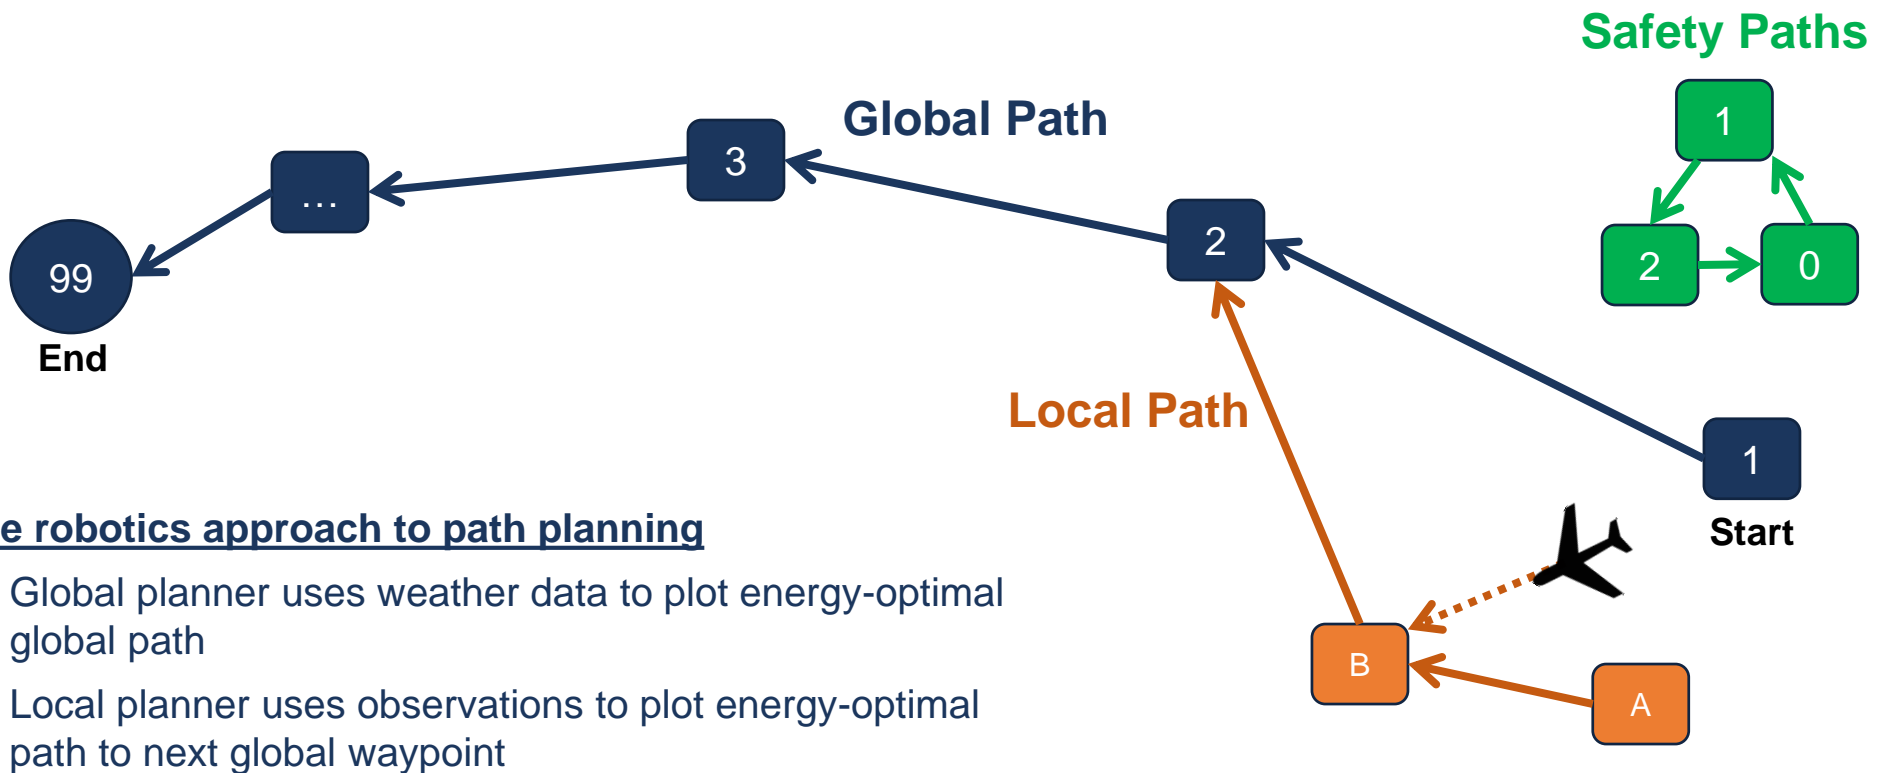 Safety Paths
1
2
0
Global Path
3
...
2
99
End
Local Path
1
Start
B
A
e robotics approach to path planning
Global planner uses weather data to plot energy-optimal
global path
Local planner uses observations to plot energy-optimal
path to next global waypoint